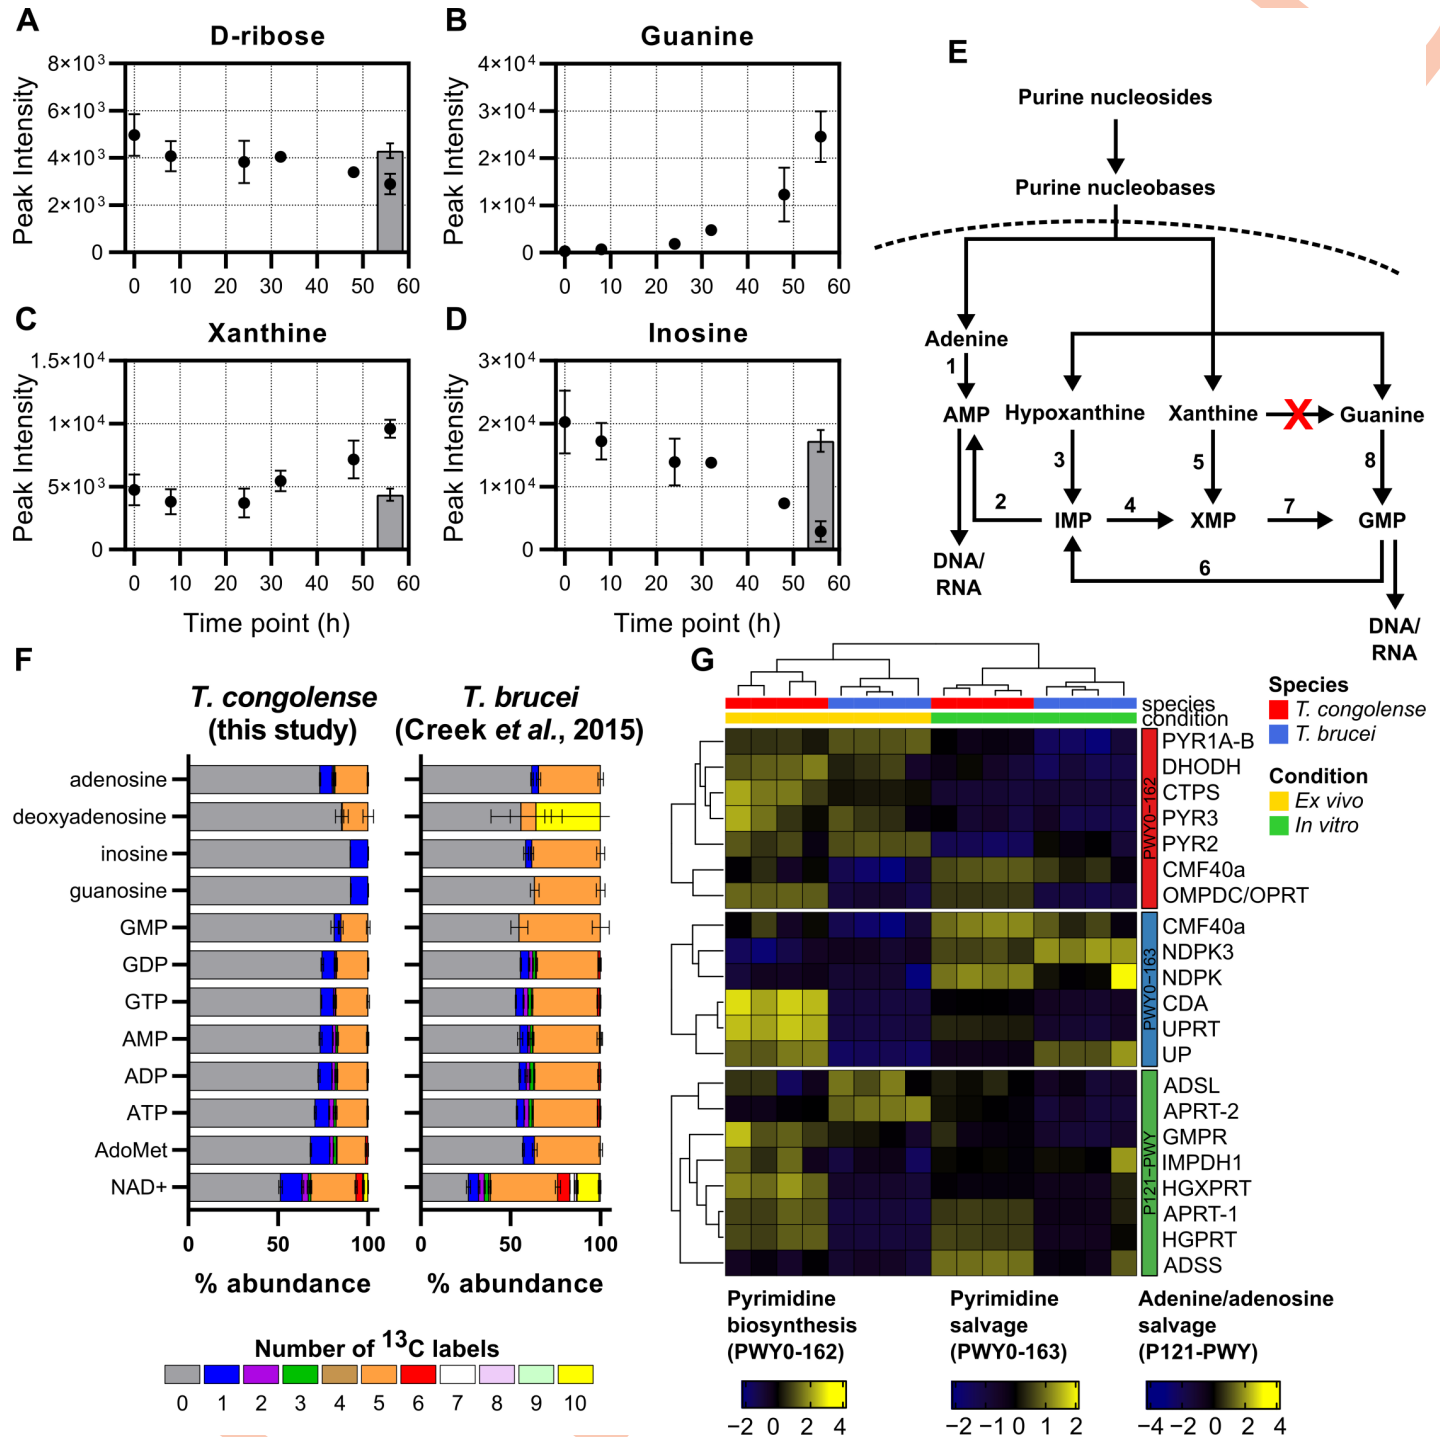 A
D-ribose
8×10³
6×10³
4×10³
2×10³
0
Peak Intensity
0 10 20 30 40 50 60
B
Guanine
4×10⁴
3×10⁴
2×10⁴
1×10⁴
0
Peak Intensity
0 10 20 30 40 50 60
C
Xanthine
1.5×10⁴
1×10⁴
5×10³
0
Peak Intensity
0 10 20 30 40 50 60
Time point (h)
D
Inosine
3×10⁴
2×10⁴
1×10⁴
0
Peak Intensity
0 10 20 30 40 50 60
Time point (h)
E
Purine nucleosides
Purine nucleobases
Adenine
1
AMP Hypoxanthine Xanthine X Guanine
3 5 8
2 4 7
IMP XMP GMP
6
DNA/
RNA
DNA/
RNA
F
T. congolense
(this study)
T. brucei
(Creek et al., 2015)
adenosine
deoxyadenosine
inosine
guanosine
GMP
GDP
GTP
AMP
ADP
ATP
AdoMet
NAD+
0 50 100
0 50 100
% abundance
% abundance
Number of ¹³C labels
0 1 2 3 4 5 6 7 8 9 10
G
species
condition
Species
T. congolense
T. brucei
Condition
Ex vivo
In vitro
PWY0−162
PYR1A-B
DHODH
CTPS
PYR3
PYR2
CMF40a
OMPDC/OPRT
PWY0−163
CMF40a
NDPK3
NDPK
CDA
UPRT
UP
P121−PWY
ADSL
APRT-2
GMPR
IMPDH1
HGXPRT
APRT-1
HGPRT
ADSS
Pyrimidine
biosynthesis
(PWY0-162)
−2 0 2 4
Pyrimidine
salvage
(PWY0-163)
−2 −1 0 1 2
Adenine/adenosine
salvage
(P121-PWY)
−4 −2 0 2 4